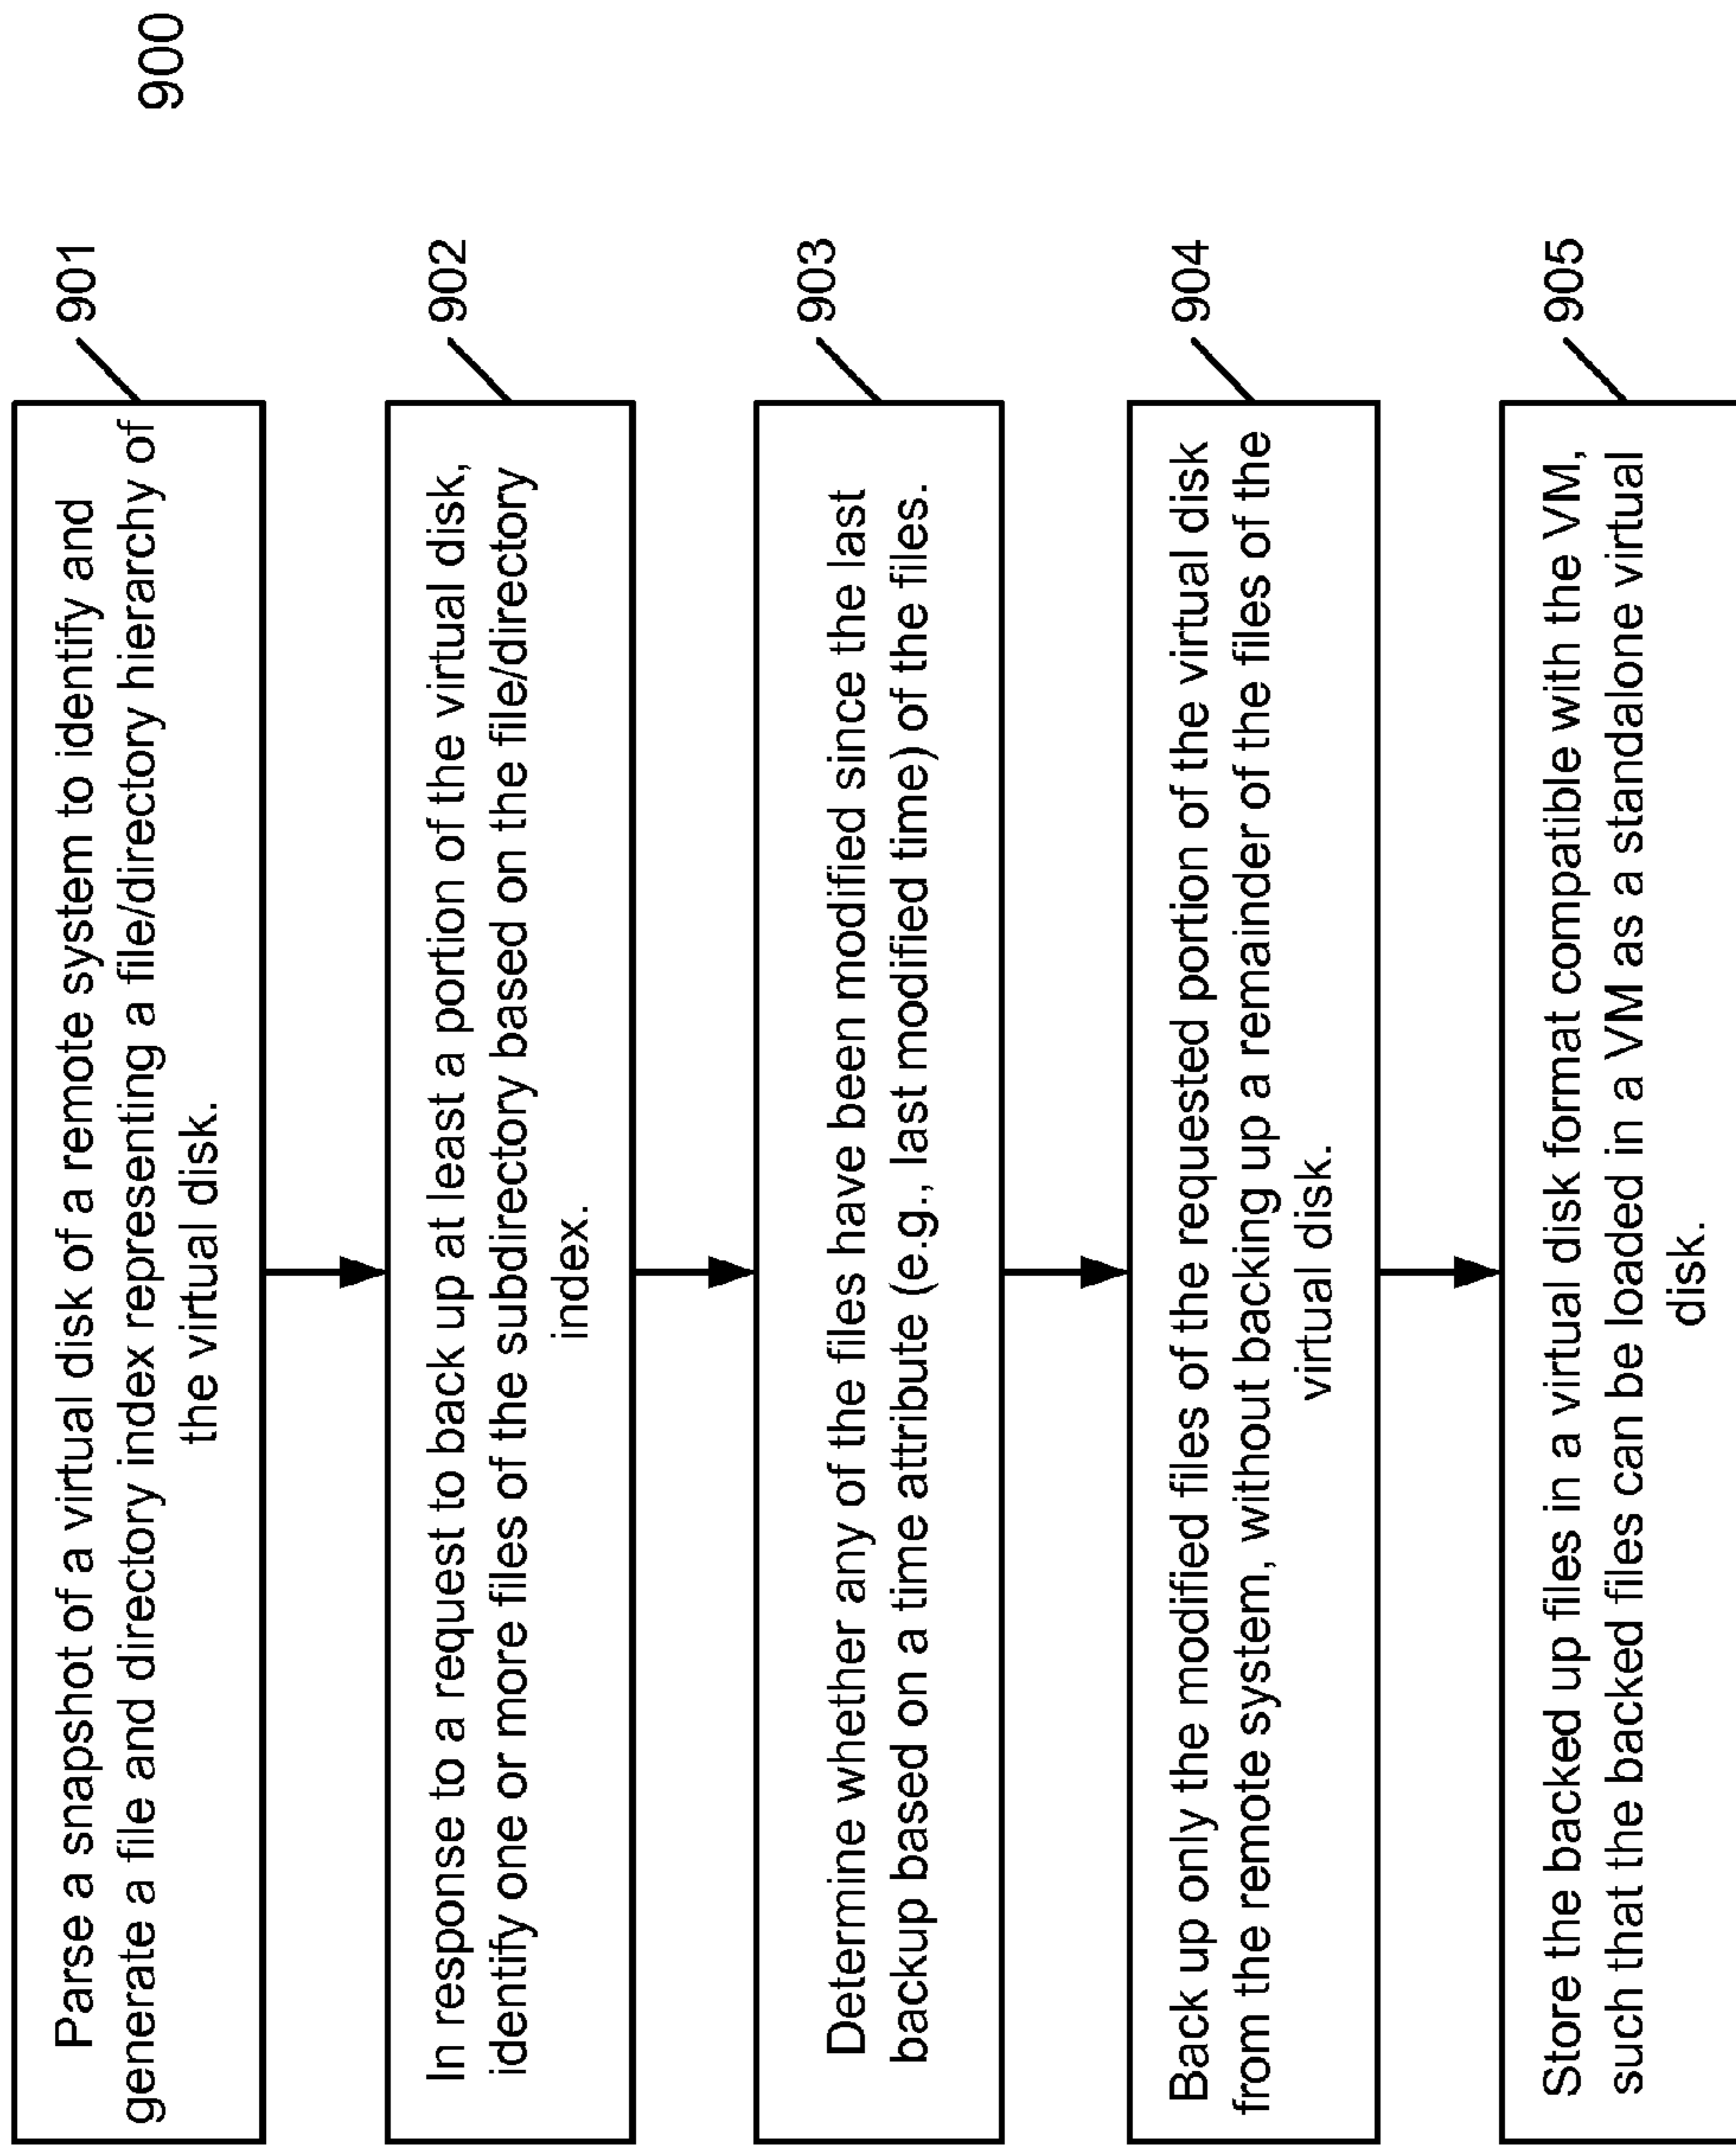 900
901
Parse a snapshot of a virtual disk of a remote system to identify and
generate a file and directory index representing a file/directory hierarchy of
the virtual disk.
902
In response to a request to back up at least a portion of the virtual disk,
identify one or more files of the subdirectory based on the file/directory
index.
903
Determine whether any of the files have been modified since the last
backup based on a time attribute (e.g., last modified time) of the files.
904
Back up only the modified files of the requested portion of the virtual disk
from the remote system, without backing up a remainder of the files of the
virtual disk.
905
Store the backed up files in a virtual disk format compatible with the VM,
such that the backed files can be loaded in a VM as a standalone virtual
disk.